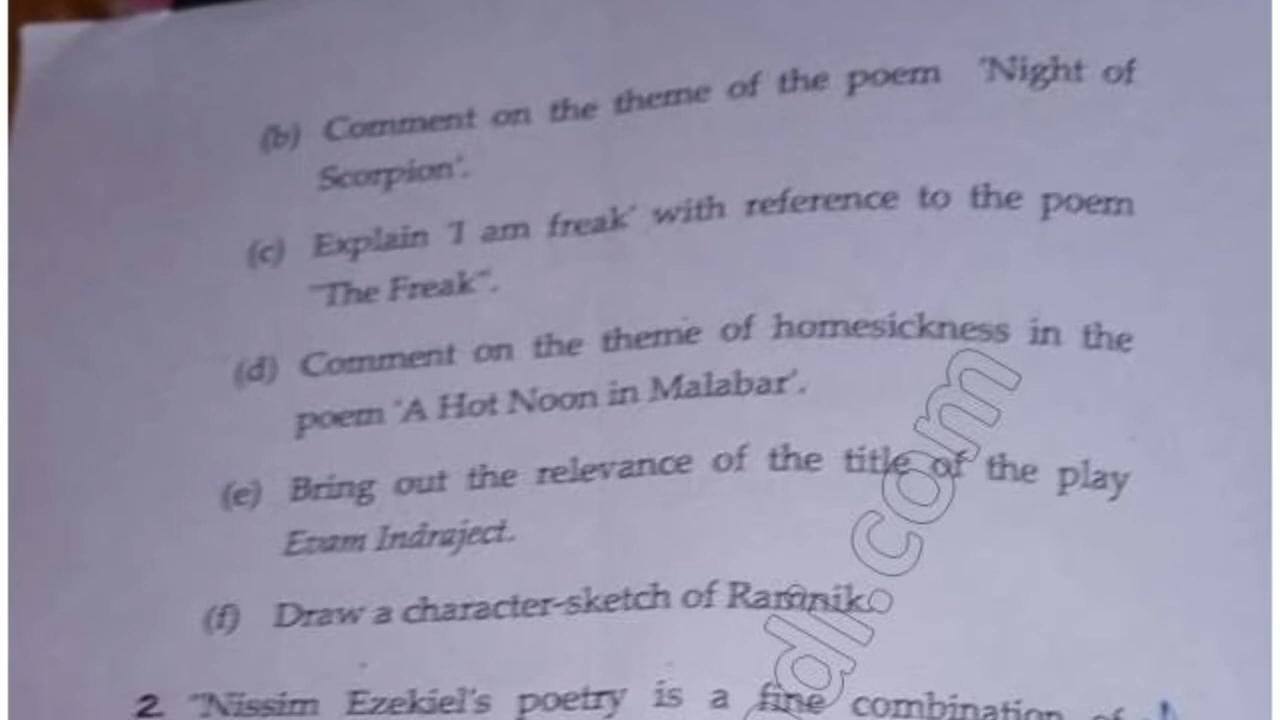 (b) Comment on the theme of the poem 'Night of
Scorpion'.
(c) Explain 'I am freak' with reference to the poem
"The Freak".
(d) Comment on the theme of homesickness in the
poem 'A Hot Noon in Malabar'.
(e) Bring out the relevance of the title of the play
Evam Indraject.
(f) Draw a character-sketch of Ramnik.
2 "Nissim Ezekiel's poetry is a fine combination of
.com